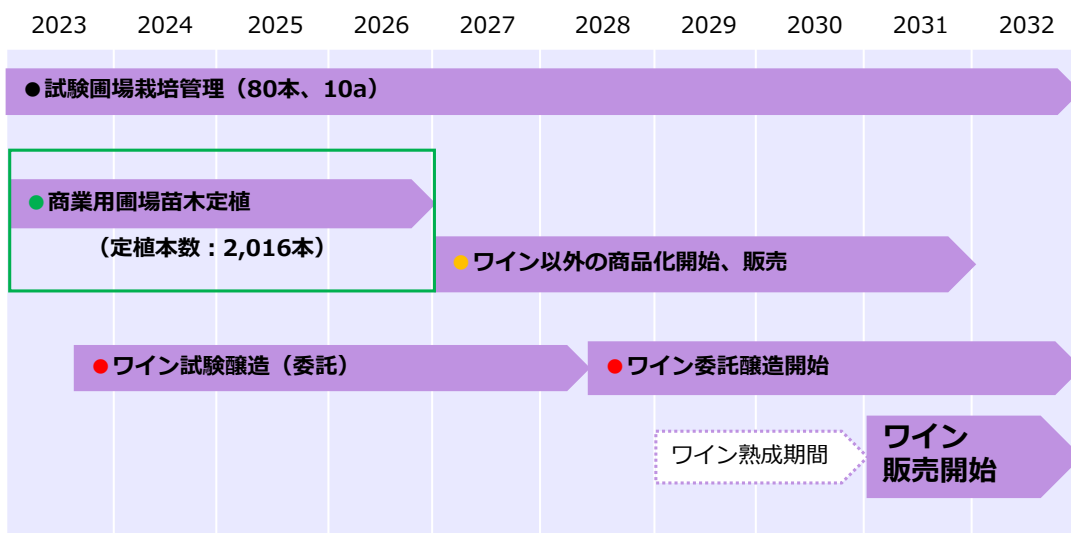 2023 2024 2025 2026 2027 2028 2029 2030 2031 2032
●試験圃場栽培管理（80本、10a）
●商業用圃場苗木定植
（定植本数：2,016本）
●ワイン以外の商品化開始、販売
●ワイン試験醸造（委託）
●ワイン委託醸造開始
ワイン熟成期間
ワイン
販売開始